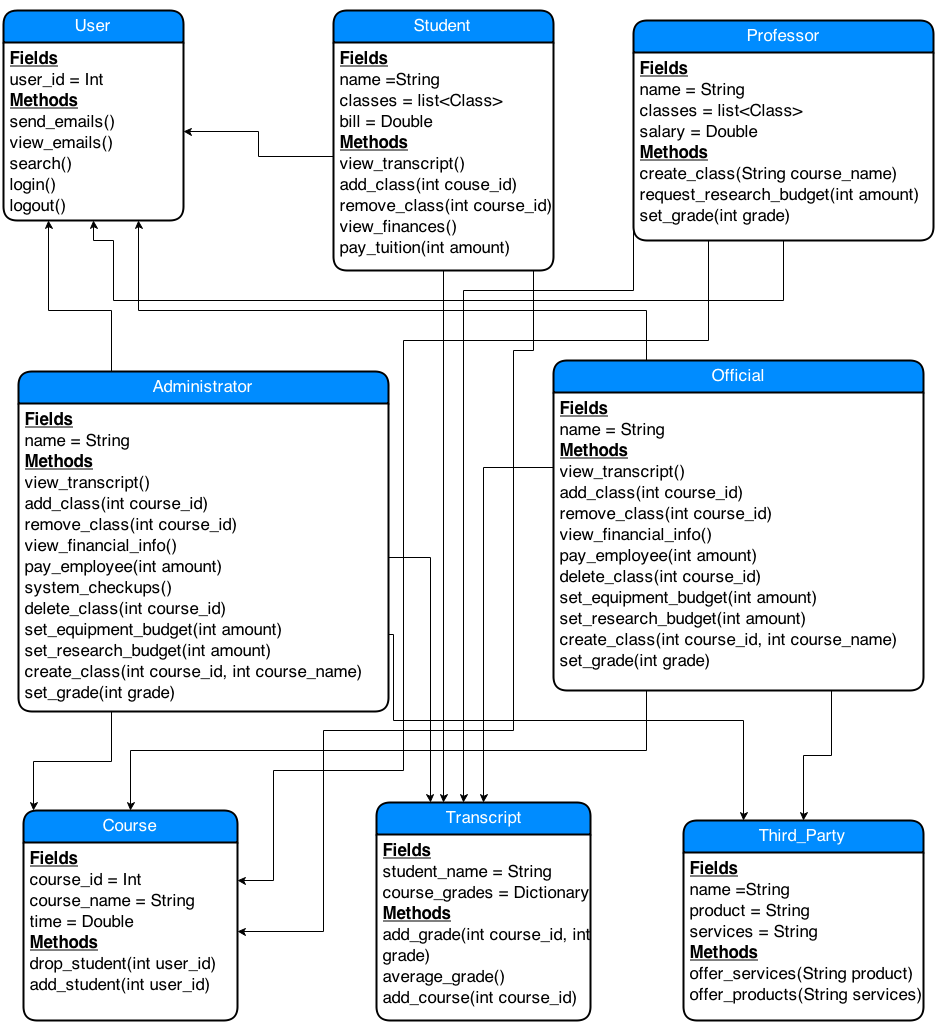 User
Fields
user_id = Int
Methods
send_emails()
view_emails()
search()
login()
logout()
Student
Fields
name =String
classes = list<Class>
bill = Double
Methods
view_transcript()
add_class(int couse_id)
remove_class(int course_id)
view_finances()
pay_tuition(int amount)
Professor
Fields
name = String
classes = list<Class>
salary = Double
Methods
create_class(String course_name)
request_research_budget(int amount)
set_grade(int grade)
Administrator
Fields
name = String
Methods
view_transcript()
add_class(int course_id)
remove_class(int course_id)
view_financial_info()
pay_employee(int amount)
system_checkups()
delete_class(int course_id)
set_equipment_budget(int amount)
set_research_budget(int amount)
create_class(int course_id, int course_name)
set_grade(int grade)
Official
Fields
name = String
Methods
view_transcript()
add_class(int course_id)
remove_class(int course_id)
view_financial_info()
pay_employee(int amount)
delete_class(int course_id)
set_equipment_budget(int amount)
set_research_budget(int amount)
create_class(int course_id, int course_name)
set_grade(int grade)
Course
Fields
course_id = Int
course_name = String
time = Double
Methods
drop_student(int user_id)
add_student(int user_id)
Transcript
Fields
student_name = String
course_grades = Dictionary
Methods
add_grade(int course_id, int
grade)
average_grade()
add_course(int course_id)
Third_Party
Fields
name =String
product = String
services = String
Methods
offer_services(String product)
offer_products(String services)